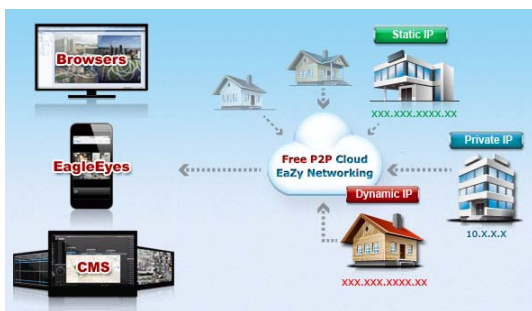 Browsers
Static IP
XXX.XXX.XXXX.XX
EagleEyes
Free P2P Cloud
EaZy Networking
Private IP
10.X.X.X
Dynamic IP
XXX.XXX.XXXX.XX
CMS